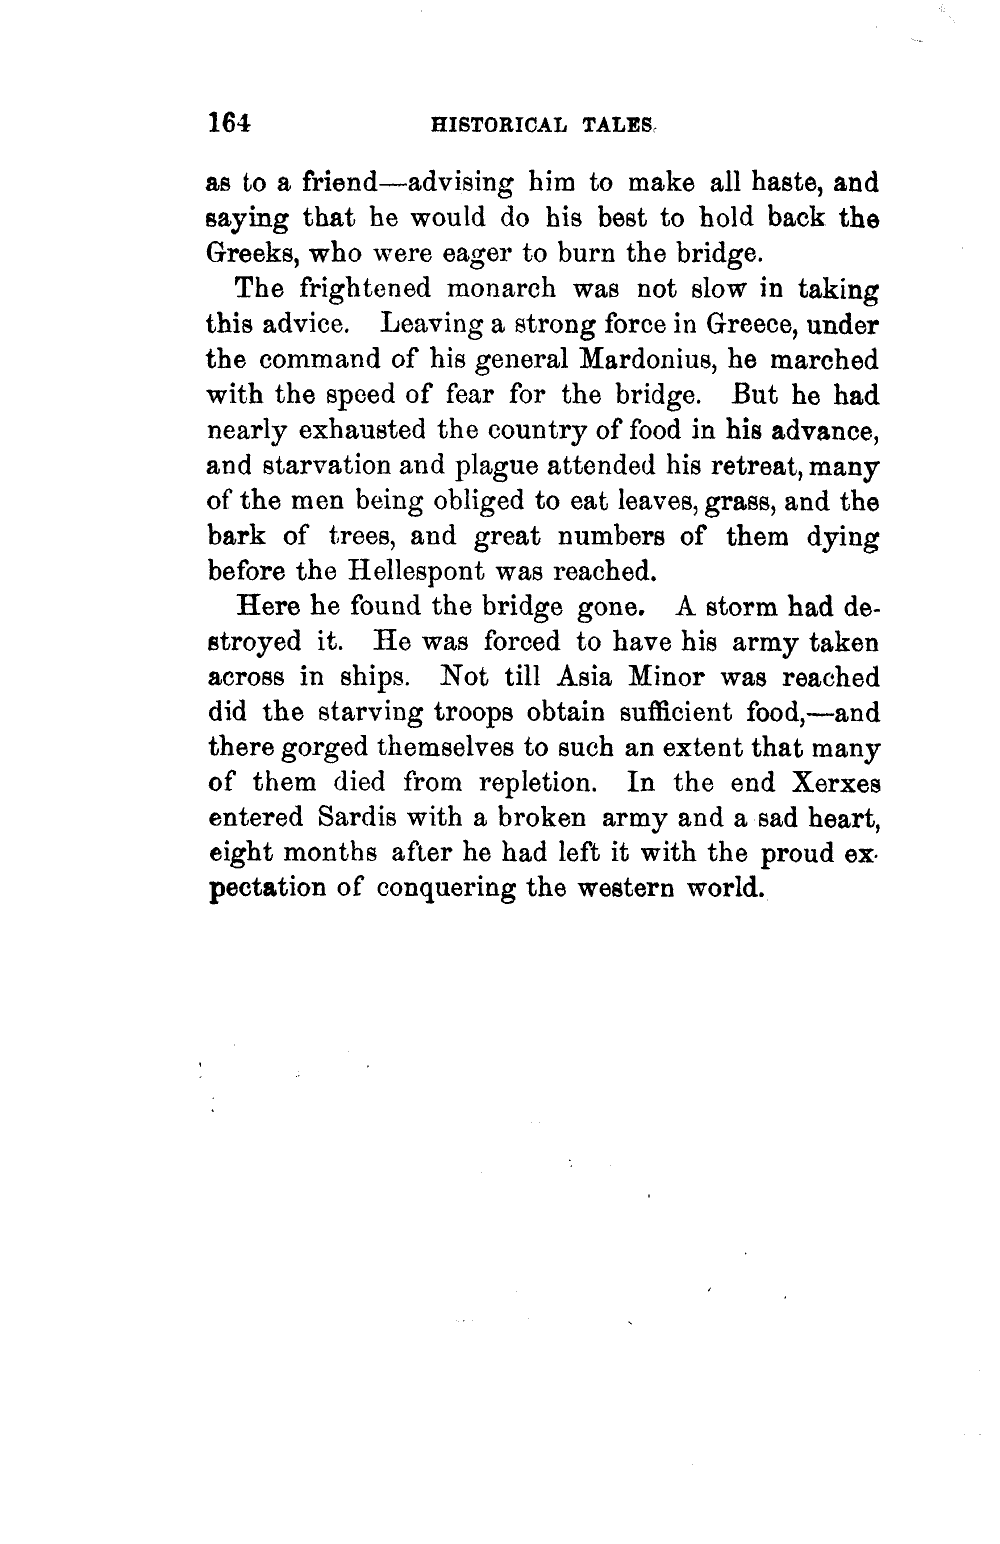 164 HISTORICAL TALES.
as to a friend—advising him to make all haste, and
saying that he would do his best to hold back the
Greeks, who were eager to burn the bridge.
The frightened monarch was not slow in taking
this advice. Leaving a strong force in Greece, under
the command of his general Mardonius, he marched
with the speed of fear for the bridge. But he had
nearly exhausted the country of food in his advance,
and starvation and plague attended his retreat, many
of the men being obliged to eat leaves, grass, and the
bark of trees, and great numbers of them dying
before the Hellespont was reached.
Here he found the bridge gone. A storm had de-
stroyed it. He was forced to have his army taken
across in ships. Not till Asia Minor was reached
did the starving troops obtain sufficient food,—and
there gorged themselves to such an extent that many
of them died from repletion. In the end Xerxes
entered Sardis with a broken army and a sad heart,
eight months after he had left it with the proud ex-
pectation of conquering the western world.